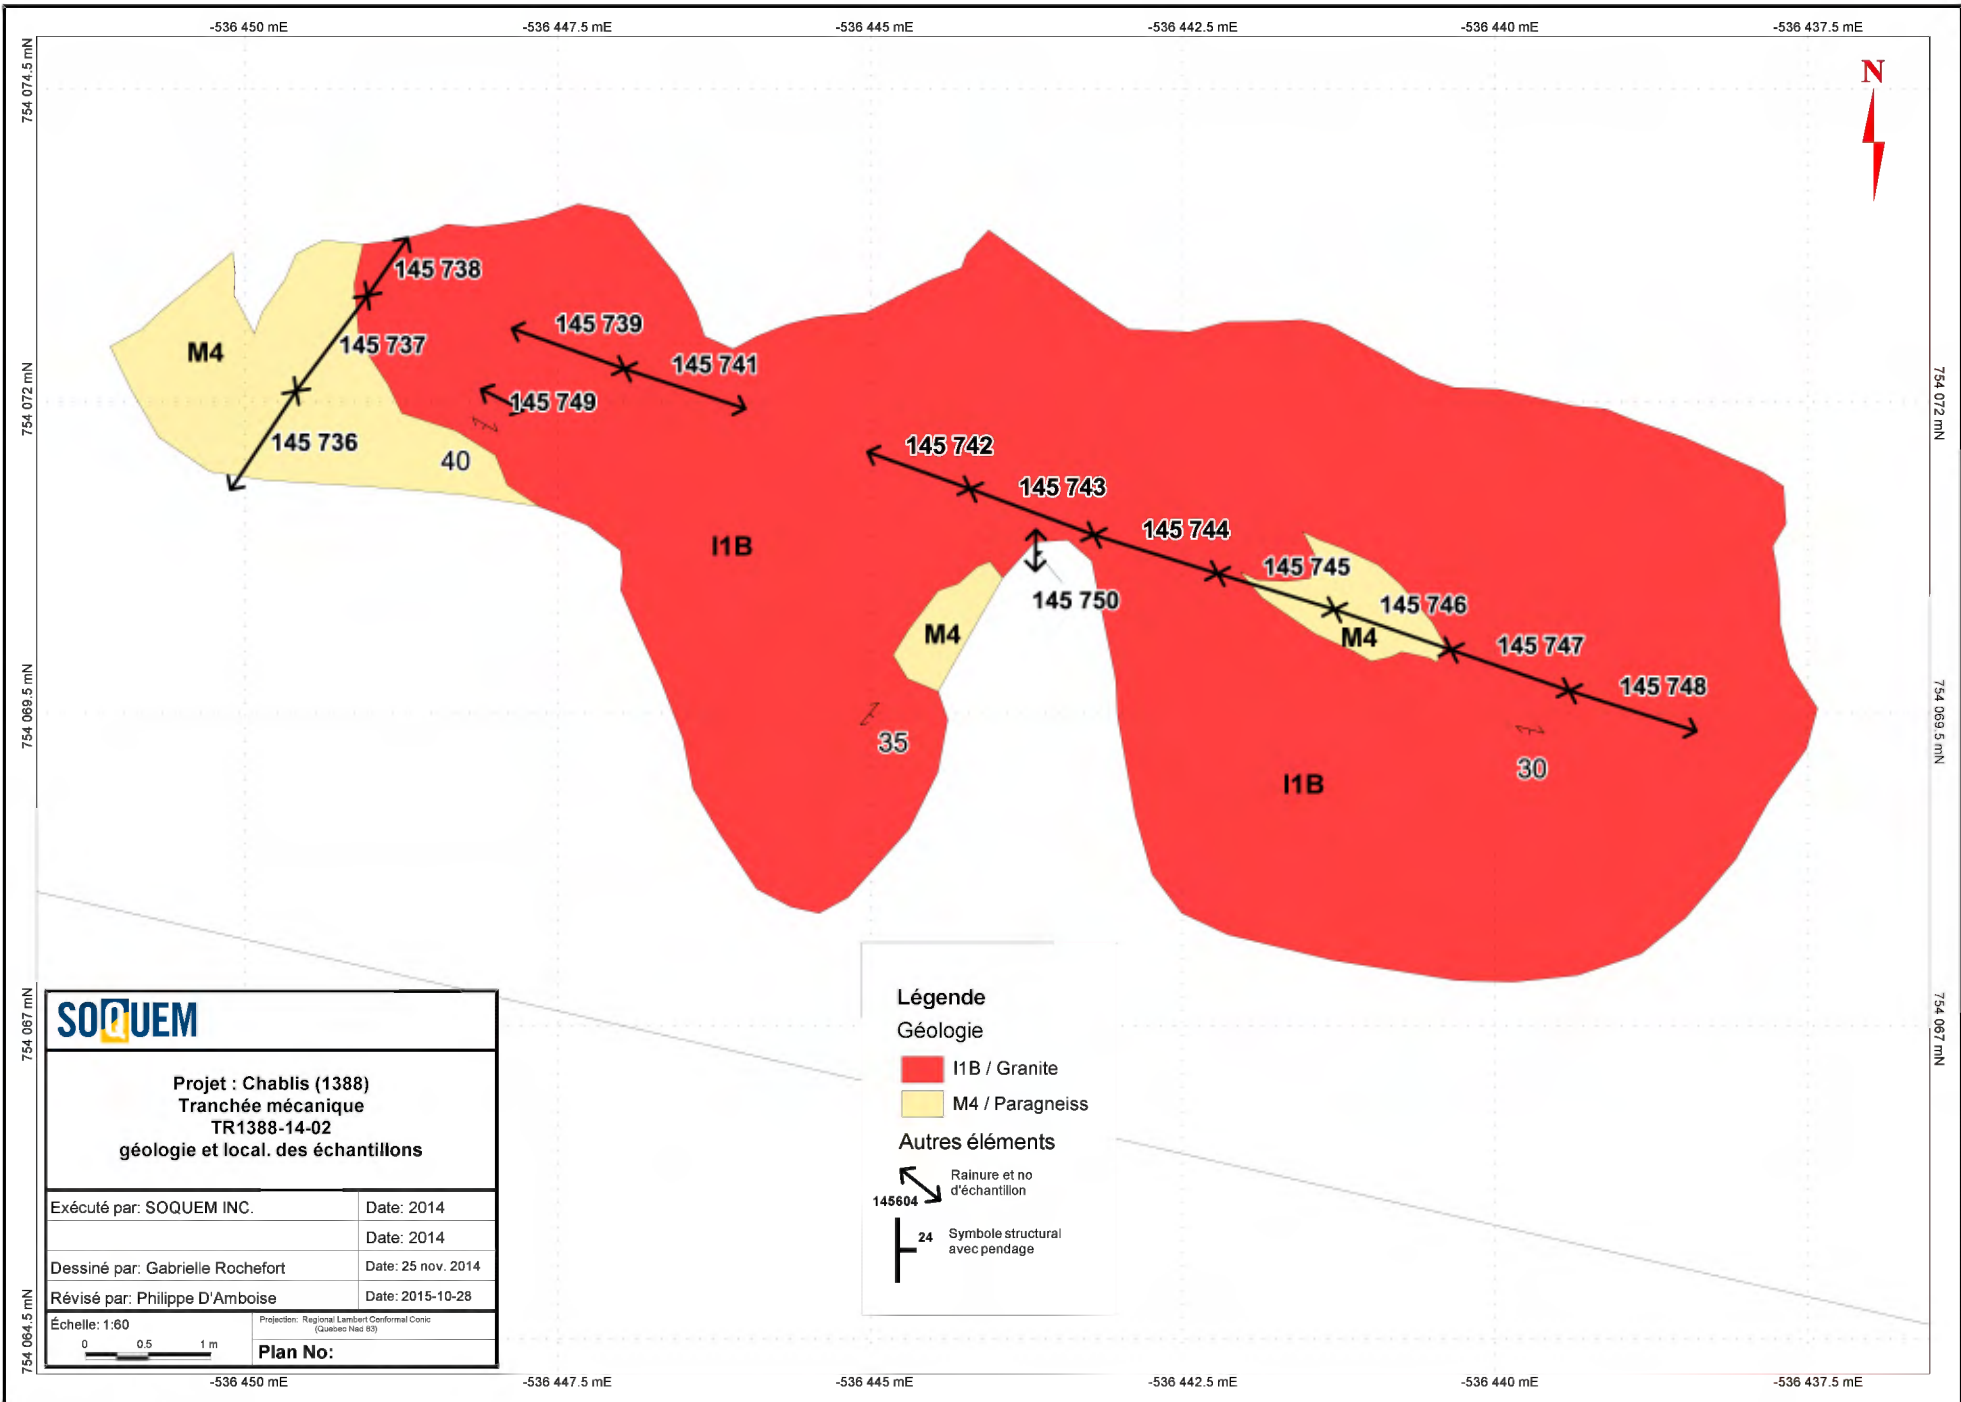 -536 450 mE
-536 447.5 mE
-536 445 mE
-536 442.5 mE
-536 440 mE
-536 437.5 mE
754 074.5 mN
N
145 738
145 739
145 737
M4
145 741
754 072 mN
754 072 mN
145 749
145 736
40
145 742
145 743
I1B
145 744
145 745
145 750
145 746
M4
M4
145 747
145 748
754 069.5 mN
754 069.5 mN
35
30
I1B
754 067 mN
754 067 mN
SOQUEM
Projet : Chablis (1388)
Tranchée mécanique
TR1388-14-02
géologie et local. des échantillons
Exécuté par: SOQUEM INC.
Date: 2014
Date: 2014
Dessiné par: Gabrielle Rochefort
Date: 25 nov. 2014
Révisé par: Philippe D'Amboise
Date: 2015-10-28
Échelle: 1:60
0 0.5 1 m
Projection: Regional Lambert Conformal Conic
(Quebec Nad 83)
Plan No:
Légende
Géologie
I1B / Granite
M4 / Paragneiss
Autres éléments
Rainure et no
d'échantillon
145604
24
Symbole structural
avec pendage
754 064.5 mN
-536 450 mE
-536 447.5 mE
-536 445 mE
-536 442.5 mE
-536 440 mE
-536 437.5 mE